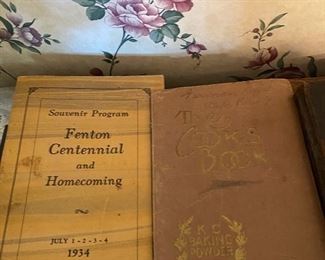 Souvenir Program
Fenton
Centennial
and
Homecoming
JULY 1-2-3-4
1934
The
Cook's
Book
K C
BAKING
POWDER